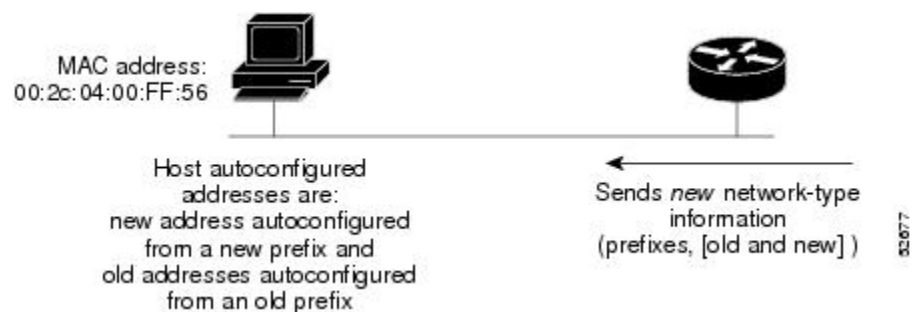 MAC address:
00:2c:04:00:FF:56
Host autoconfigured
addresses are:
new address autoconfigured
from a new prefix and
old addresses autoconfigured
from an old prefix
Sends new network-type
information
(prefixes, [old and new] )
52677